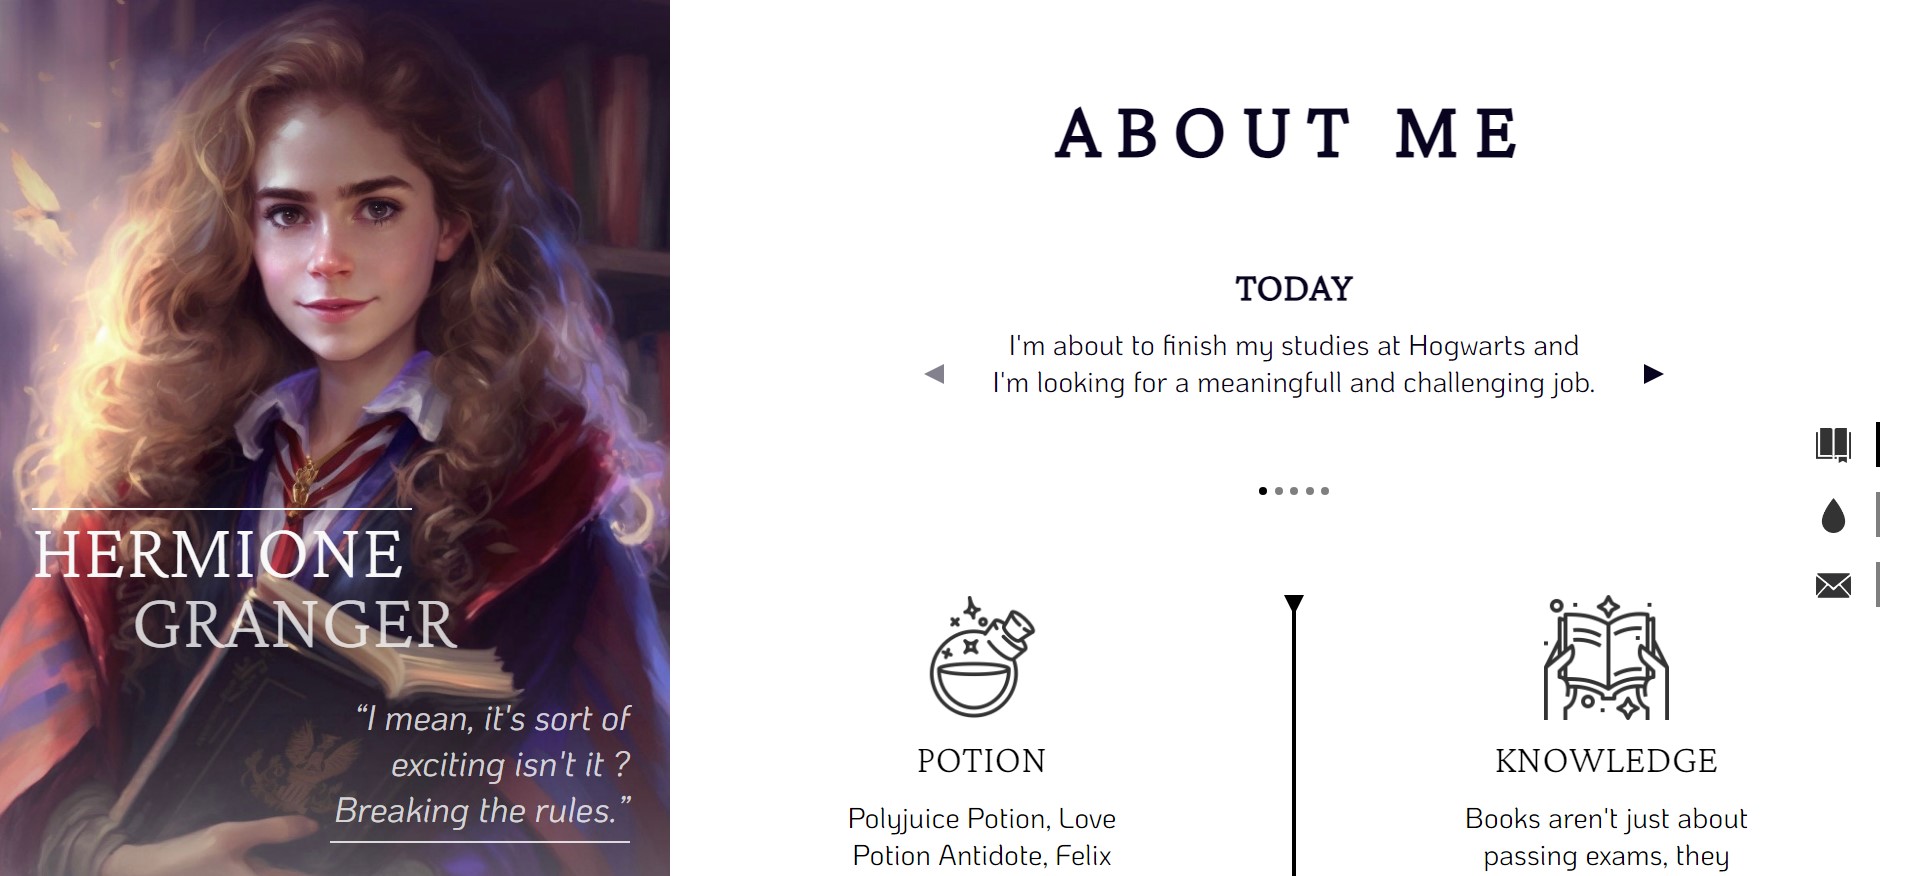 HERMIONE
GRANGER
“I mean, it's sort of
exciting isn't it ?
Breaking the rules.”
ABOUT ME
TODAY
I'm about to finish my studies at Hogwarts and
I'm looking for a meaningfull and challenging job.
POTION
Polyjuice Potion, Love
Potion Antidote, Felix
KNOWLEDGE
Books aren't just about
passing exams, they